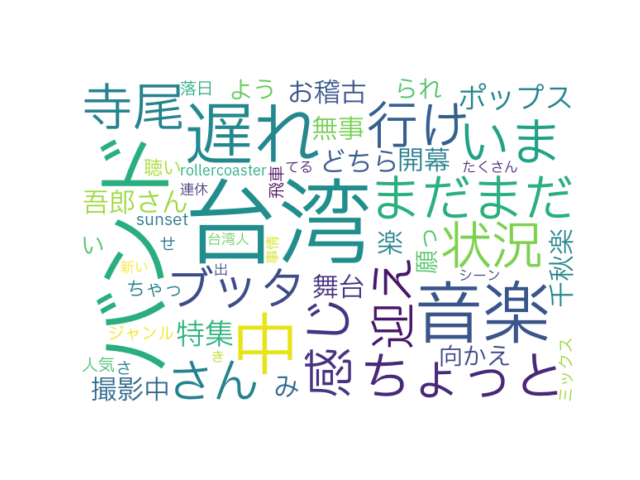 落日
よう
お稽古
られ
ポップス
寺尾
遅れ
無事
行け
いま
バンド
聴い
rollercoaster
飛車
てる
どちら
開幕
たくさん
吾郎さん
連休
台湾
まだまだ
sunset
い
せ
台湾人
事情
楽
願っ
状況
千秋楽
新い
出
ブッタ
舞台
迎え
シーン
ちゃっ
音楽
ジャンル
特集
中
感じ
き
向かえ
ミックス
人気
さ
撮影中
さん
み
ちょっと